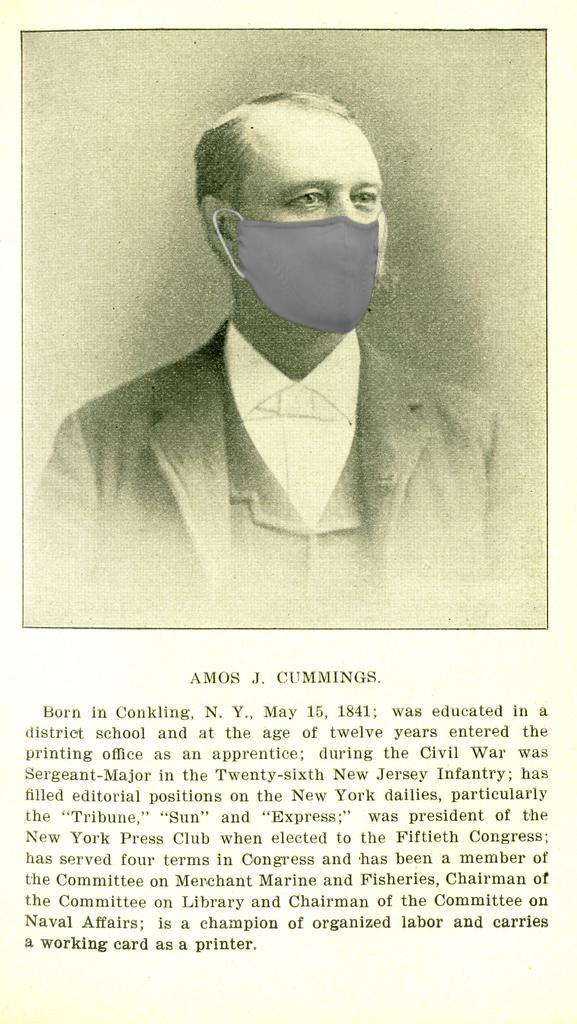 AMOS J. CUMMINGS.
Born in Conkling, N. Y., May 15, 1841; was educated in a
district school and at the age of twelve years entered the
printing office as an apprentice; during the Civil War was
Sergeant-Major in the Twenty-sixth New Jersey Infantry; has
filled editorial positions on the New York dailies, particularly
the “Tribune,” “Sun” and “Express;” was president of the
New York Press Club when elected to the Fiftieth Congress;
has served four terms in Congress and has been a member of
the Committee on Merchant Marine and Fisheries, Chairman of
the Committee on Library and Chairman of the Committee on
Naval Affairs; is a champion of organized labor and carries
a working card as a printer.